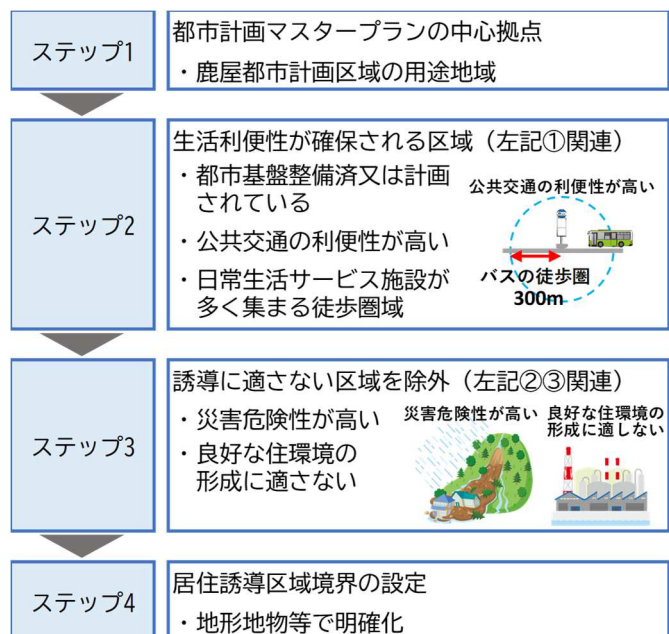 ステップ1
都市計画マスタープランの中心拠点
・鹿屋都市計画区域の用途地域
ステップ2
生活利便性が確保される区域（左記①関連）
・都市基盤整備済又は計画
されている
・公共交通の利便性が高い
・日常生活サービス施設が
多く集まる徒歩圏域
公共交通の利便性が高い
バスの徒歩圏
300m
ステップ3
誘導に適さない区域を除外（左記②③関連）
・災害危険性が高い
・良好な住環境の
形成に適さない
災害危険性が高い
良好な住環境の
形成に適しない
ステップ4
居住誘導区域境界の設定
・地形地物等で明確化